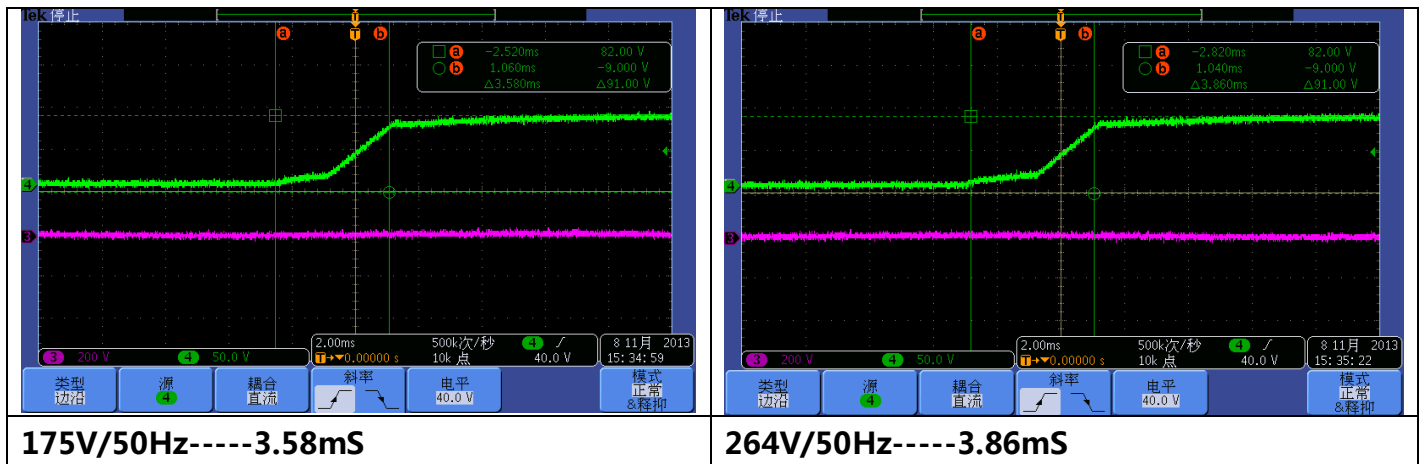 Tek 停止
a
T
b
a -2.520ms 82.00 V
b 1.060ms -9.000 V
△3.580ms △91.00 V
4
3
3 200 V 4 50.0 V
2.00ms 500k次/秒 4
T→▼0.00000 s 10k 点 40.0 V
8 11月 2013
15:34:59
类型
边沿
源
4
耦合
直流
斜率
电平
40.0 V
模式
正常
&释抑
175V/50Hz-----3.58mS
Tek 停止
a
T
b
a -2.820ms 82.00 V
b 1.040ms -9.000 V
△3.860ms △91.00 V
4
3
3 200 V 4 50.0 V
2.00ms 500k次/秒 4
T→▼0.00000 s 10k 点 40.0 V
8 11月 2013
15:35:22
类型
边沿
源
4
耦合
直流
斜率
电平
40.0 V
模式
正常
&释抑
264V/50Hz-----3.86mS